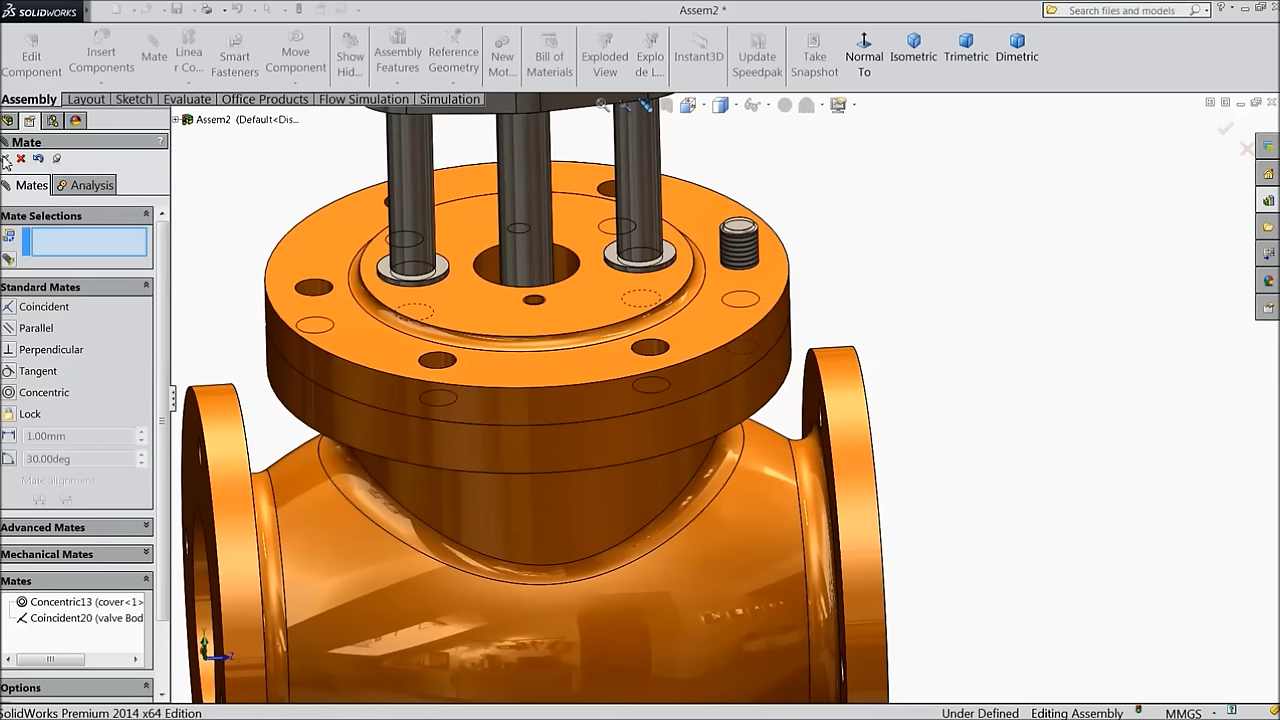 SOLIDWORKS
Assem2 *
Search files and models
Edit Component
Insert Components
Mate
Linea r Co...
Smart Fasteners
Move Component
Show Hid...
Assembly Features
Reference Geometry
New Mot...
Bill of Materials
Exploded View
Explo de L...
Instant3D
Update Speedpak
Take Snapshot
Normal To
Isometric
Trimetric
Dimetric
Assembly
Layout
Sketch
Evaluate
Office Products
Flow Simulation
Simulation
Assem2 (Default<Dis...
Mate
?
Mates
Analysis
Mate Selections
Standard Mates
Coincident
Parallel
Perpendicular
Tangent
Concentric
Lock
1.00mm
30.00deg
Mate alignment
Advanced Mates
Mechanical Mates
Mates
Concentric13 (cover<1>
Coincident20 (valve Bod
Options
Z
SolidWorks Premium 2014 x64 Edition
Under Defined
Editing Assembly
MMGS